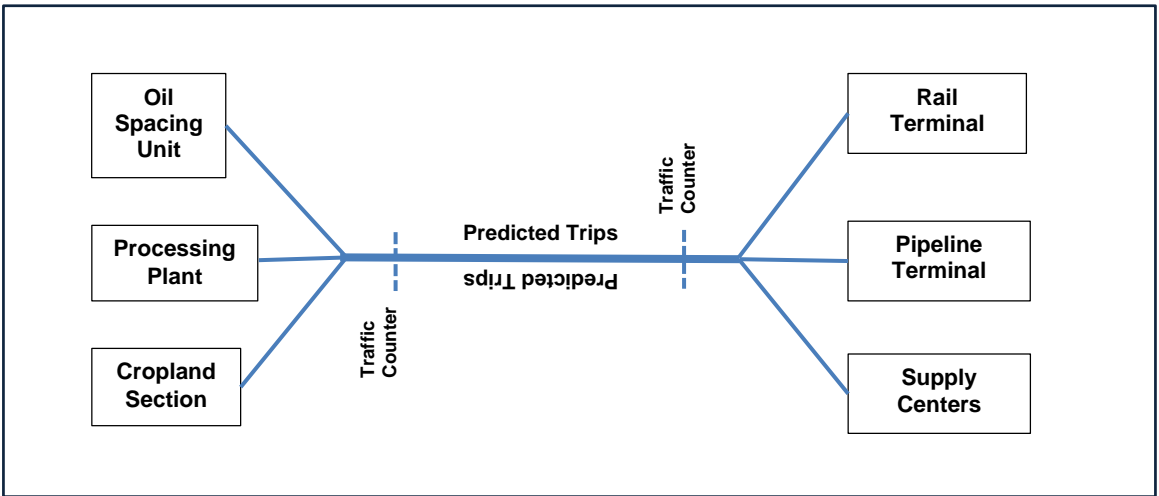 Oil
Spacing
Unit
Processing
Plant
Cropland
Section
Traffic
Counter
Predicted Trips
Predicted Trips
Traffic
Counter
Rail
Terminal
Pipeline
Terminal
Supply
Centers